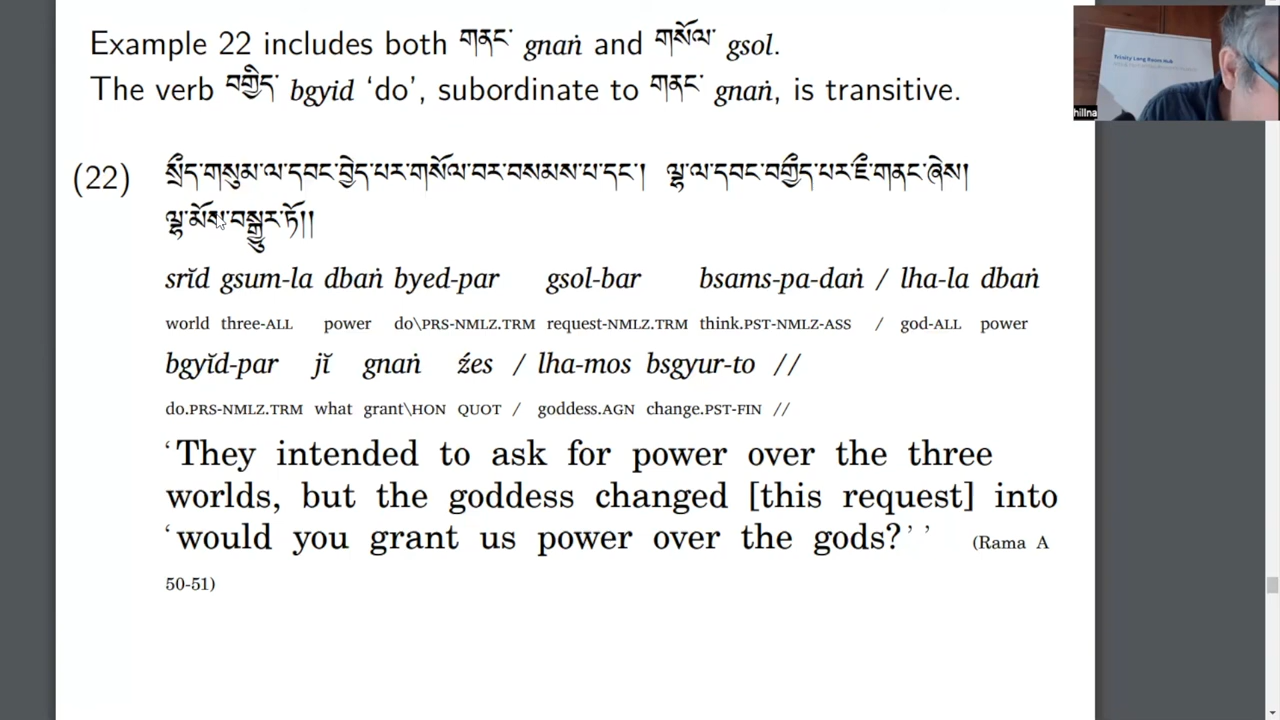 Example 22 includes both གནང་ gnaṅ and གསོལ་ gsol.
The verb བགྱིད་ bgyid ‘do’, subordinate to གནང་ gnaṅ, is transitive.
(22) སྲྀད་གསུམ་ལ་དབང་བྱེད་པར་གསོལ་བར་བསམས་པ་དང་། ལྷ་ལ་དབང་བགྱྀད་པར་ཇྀ་གནང་ཞེས།
ལྷ་མོས་བསྒྱུར་ཏོ།།
srĭd gsum-la dbaṅ byed-par gsol-bar bsams-pa-daṅ / lha-la dbaṅ
world three-ALL power do\PRS-NMLZ.TRM request-NMLZ.TRM think.PST-NMLZ-ASS / god-ALL power
bgyĭd-par jĭ gnaṅ źes / lha-mos bsgyur-to //
do.PRS-NMLZ.TRM what grant\HON QUOT / goddess.AGN change.PST-FIN //
‘They intended to ask for power over the three
worlds, but the goddess changed [this request] into
‘would you grant us power over the gods?’ ’ (Rama A
50-51)
Trinity Long Room Hub
hillna